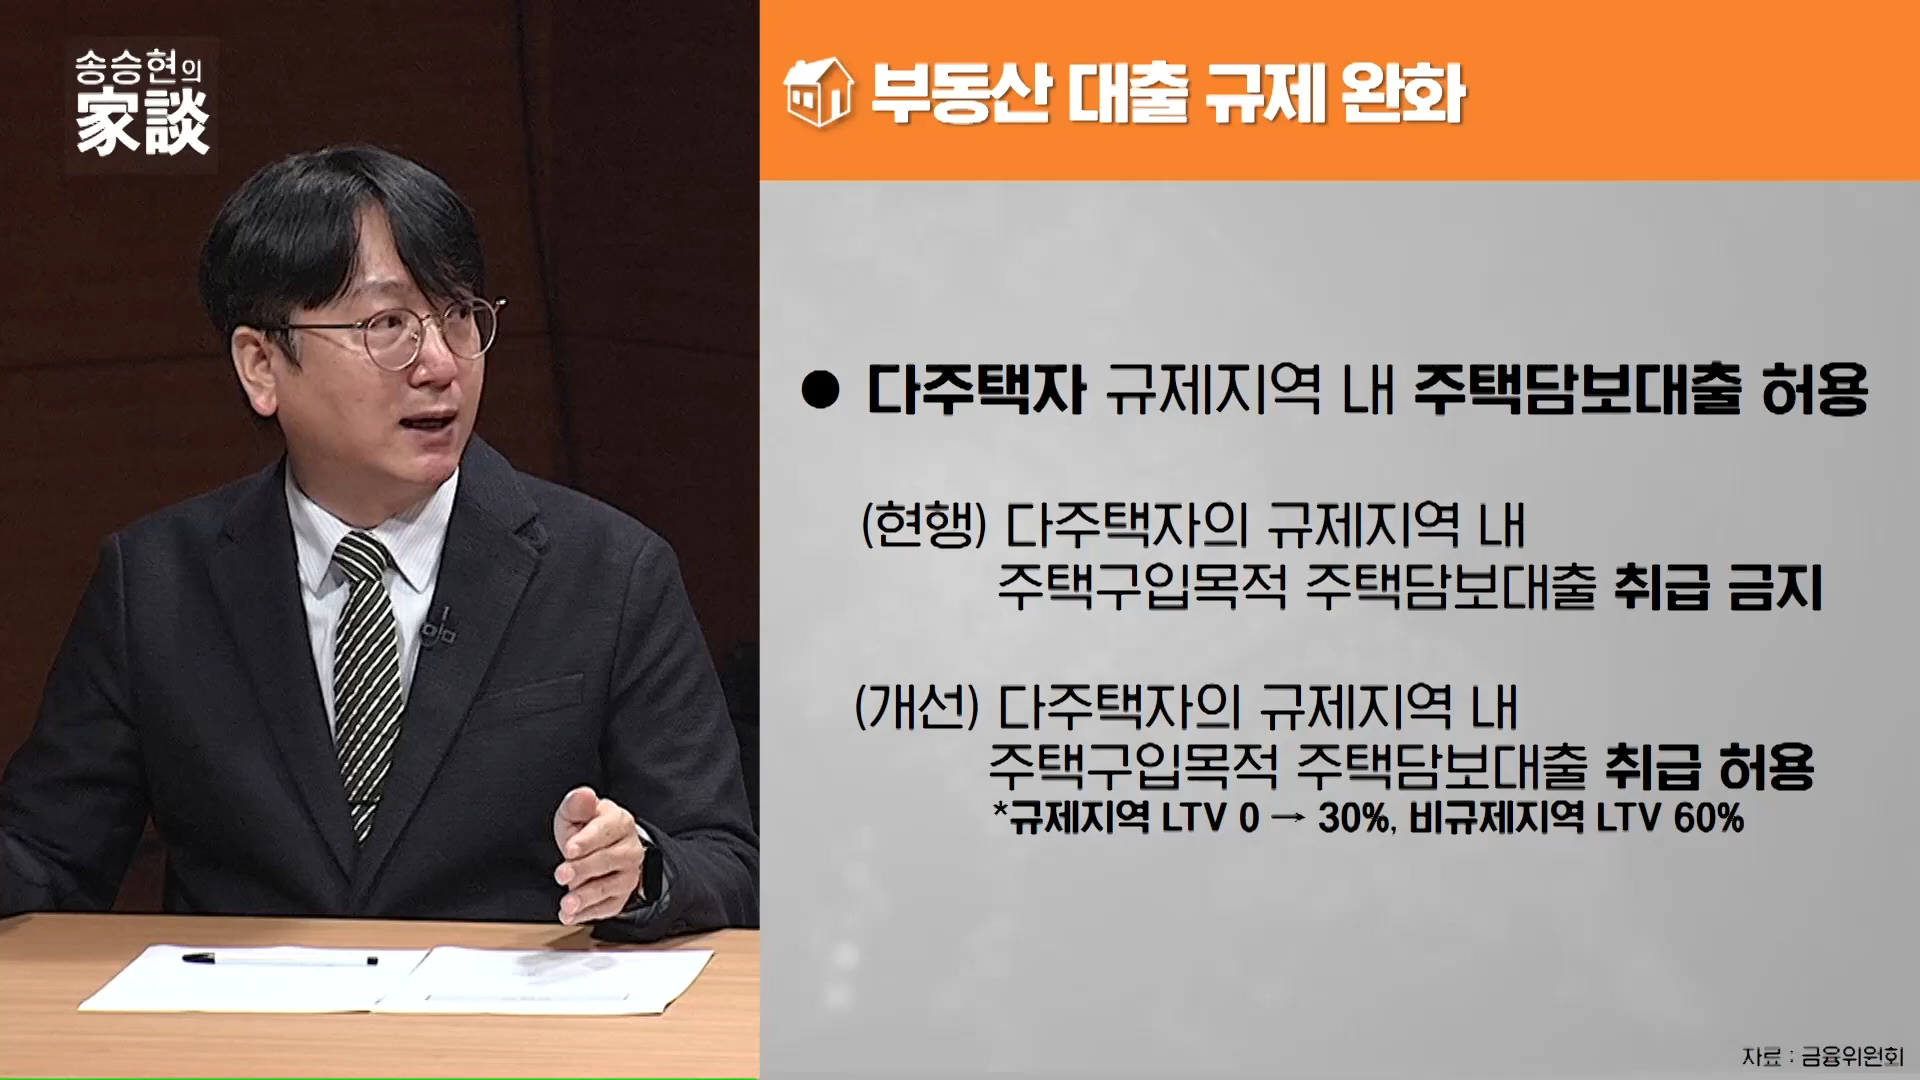 송승현의
家談
부동산 대출 규제 완화
● 다주택자 규제지역 내 주택담보대출 허용
(현행) 다주택자의 규제지역 내
주택구입목적 주택담보대출 취급 금지
(개선) 다주택자의 규제지역 내
주택구입목적 주택담보대출 취급 허용
*규제지역 LTV 0 → 30%, 비규제지역 LTV 60%
자료 : 금융위원회